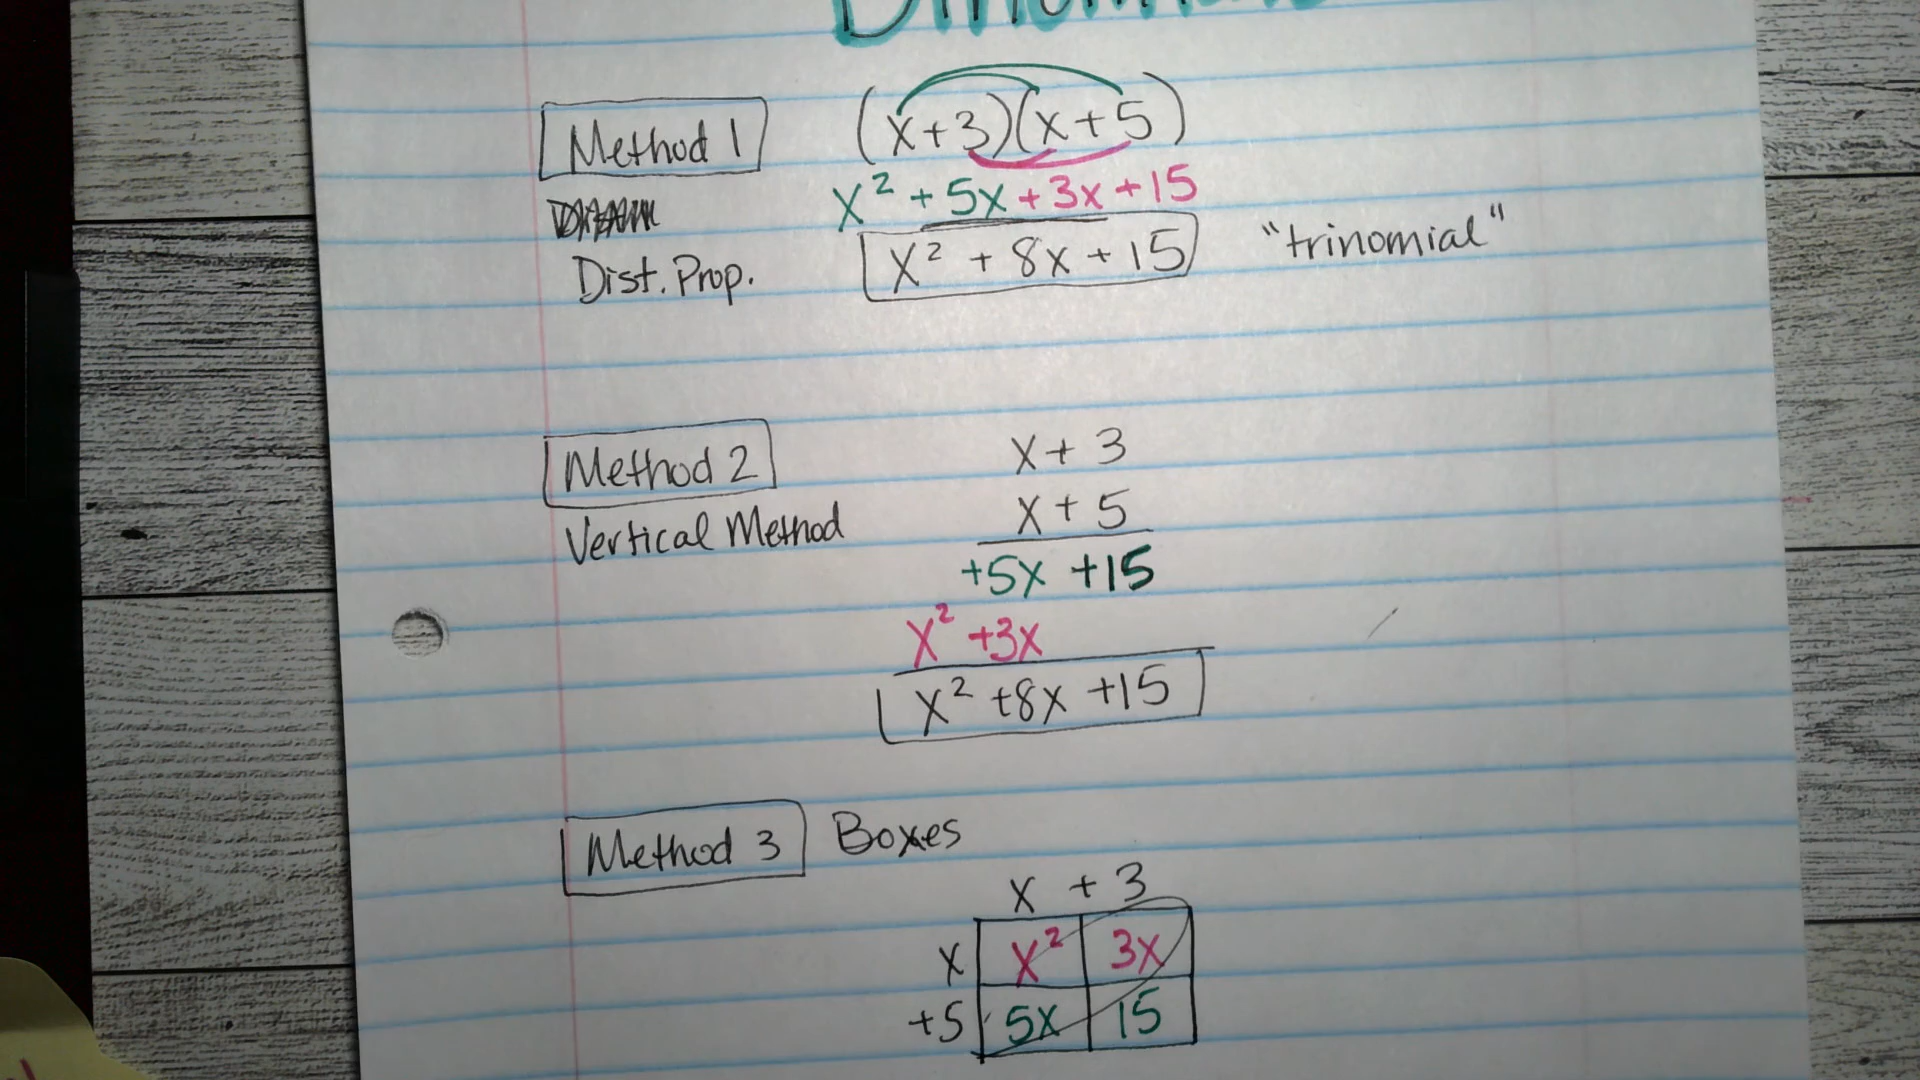 Method 1
(x+3)(x+5)
x² + 5x + 3x + 15
Dist. Prop.
x² + 8x + 15
"trinomial"
Method 2
Vertical Method
x + 3
x + 5
+5x +15
x² +3x
x² +8x +15
Method 3 Boxes
x + 3
x x² 3x
+5 5x 15